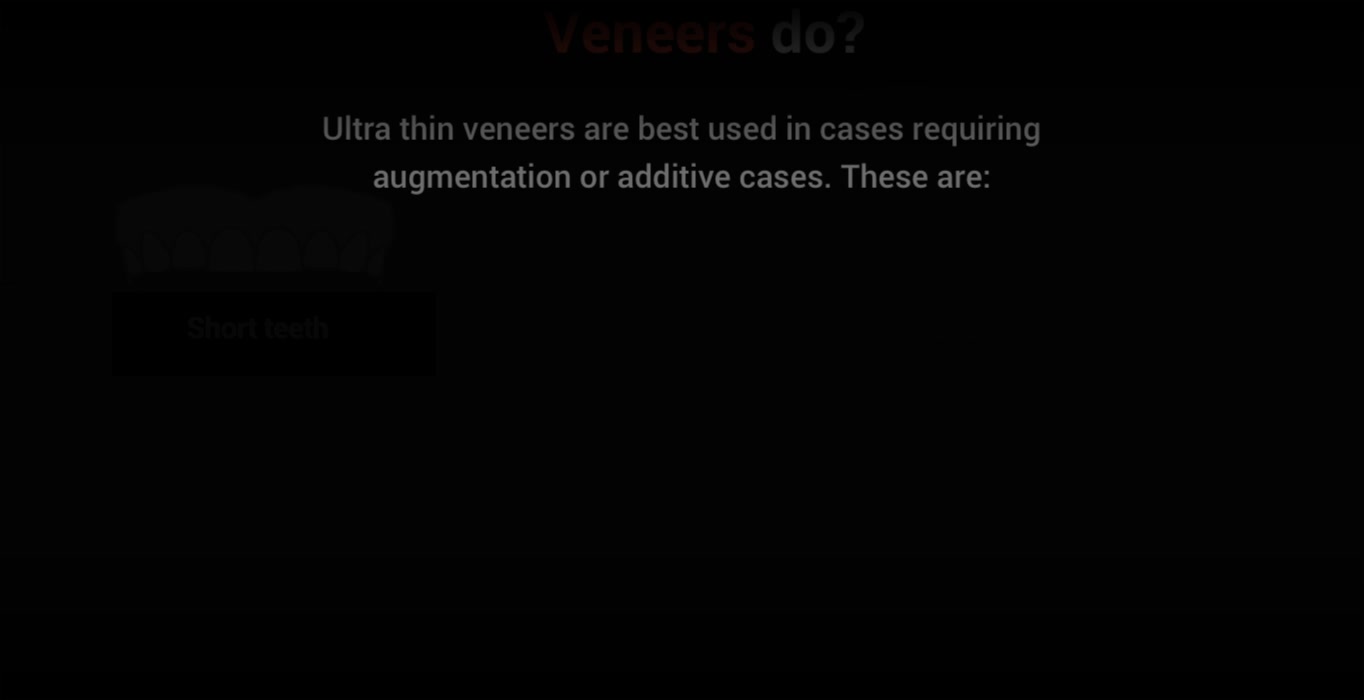 Veneers do?
Ultra thin veneers are best used in cases requiring
augmentation or additive cases. These are:
Short teeth